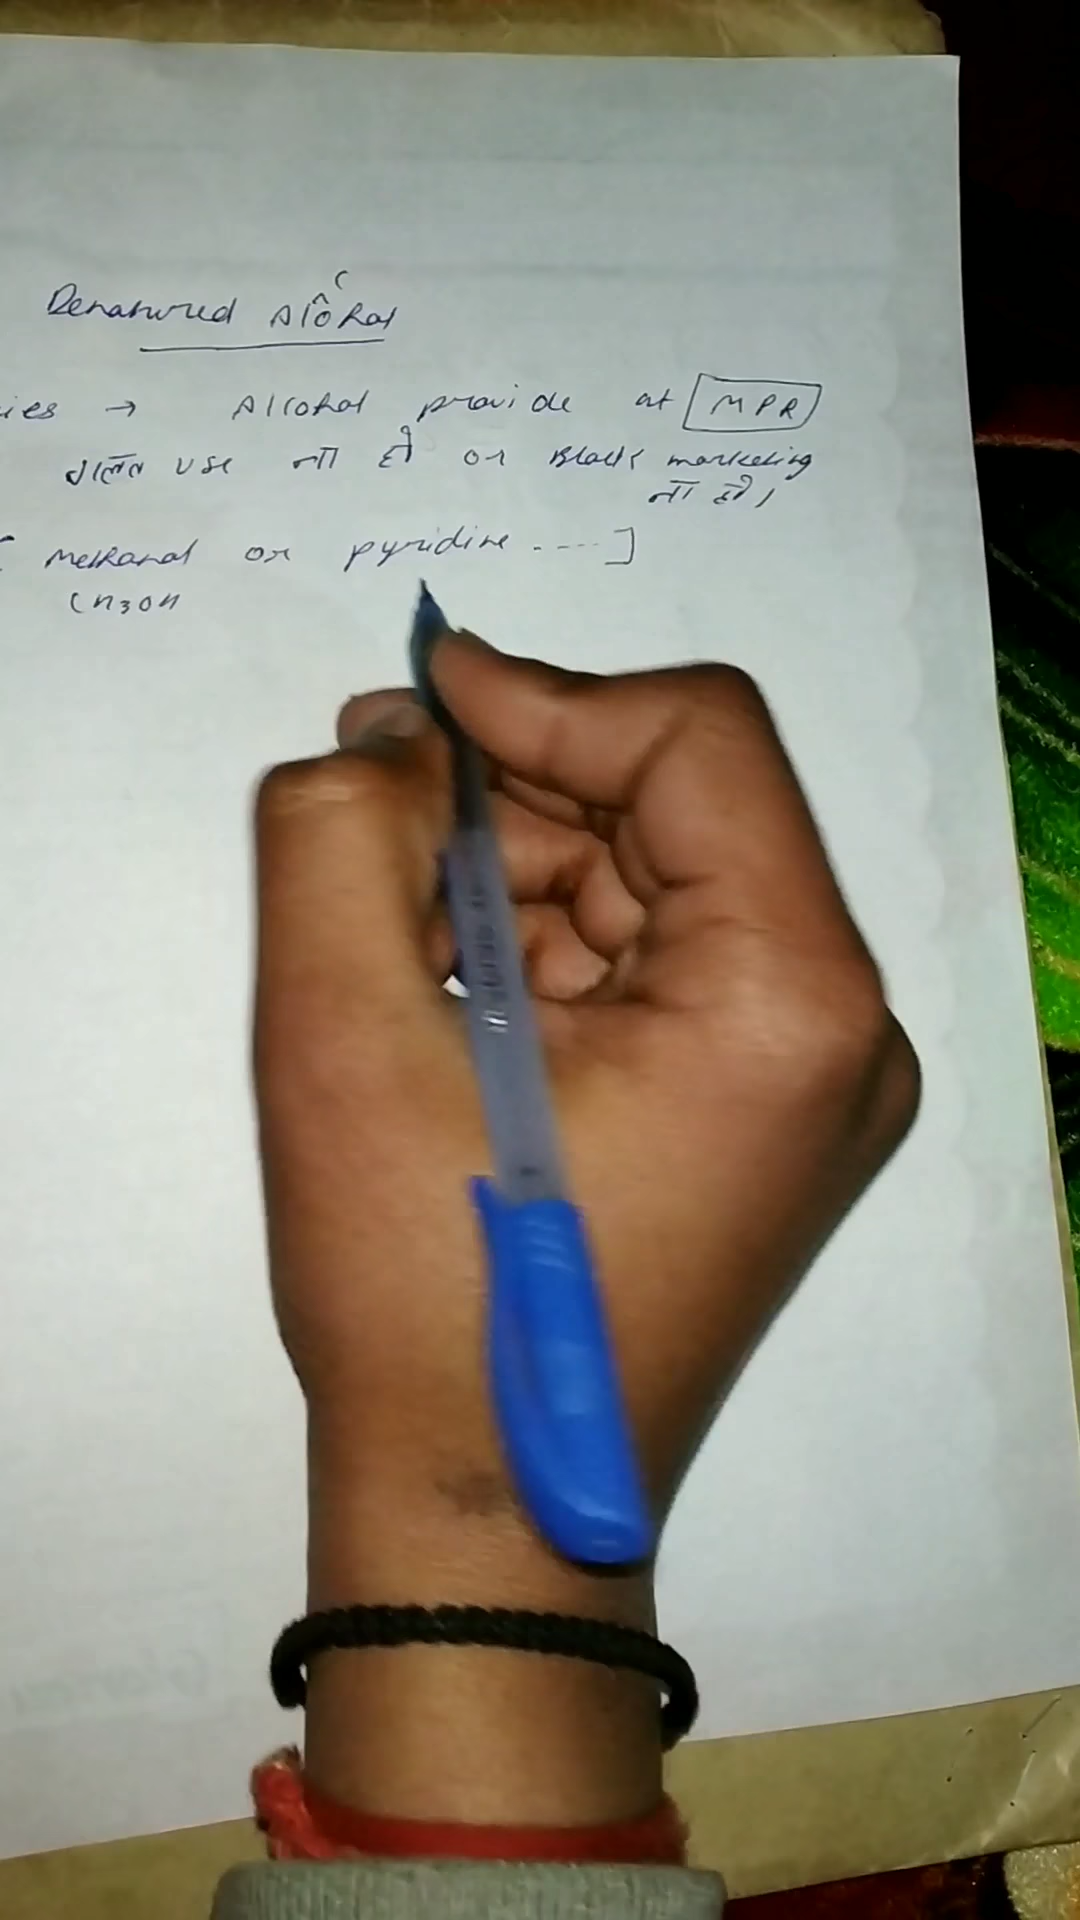 Denatured Alcohol
ies → Alcohol provide at MPR
गलत use ना हो or Black marketing
ना हो।
[ Methanol or pyridine ----]
CH3OH